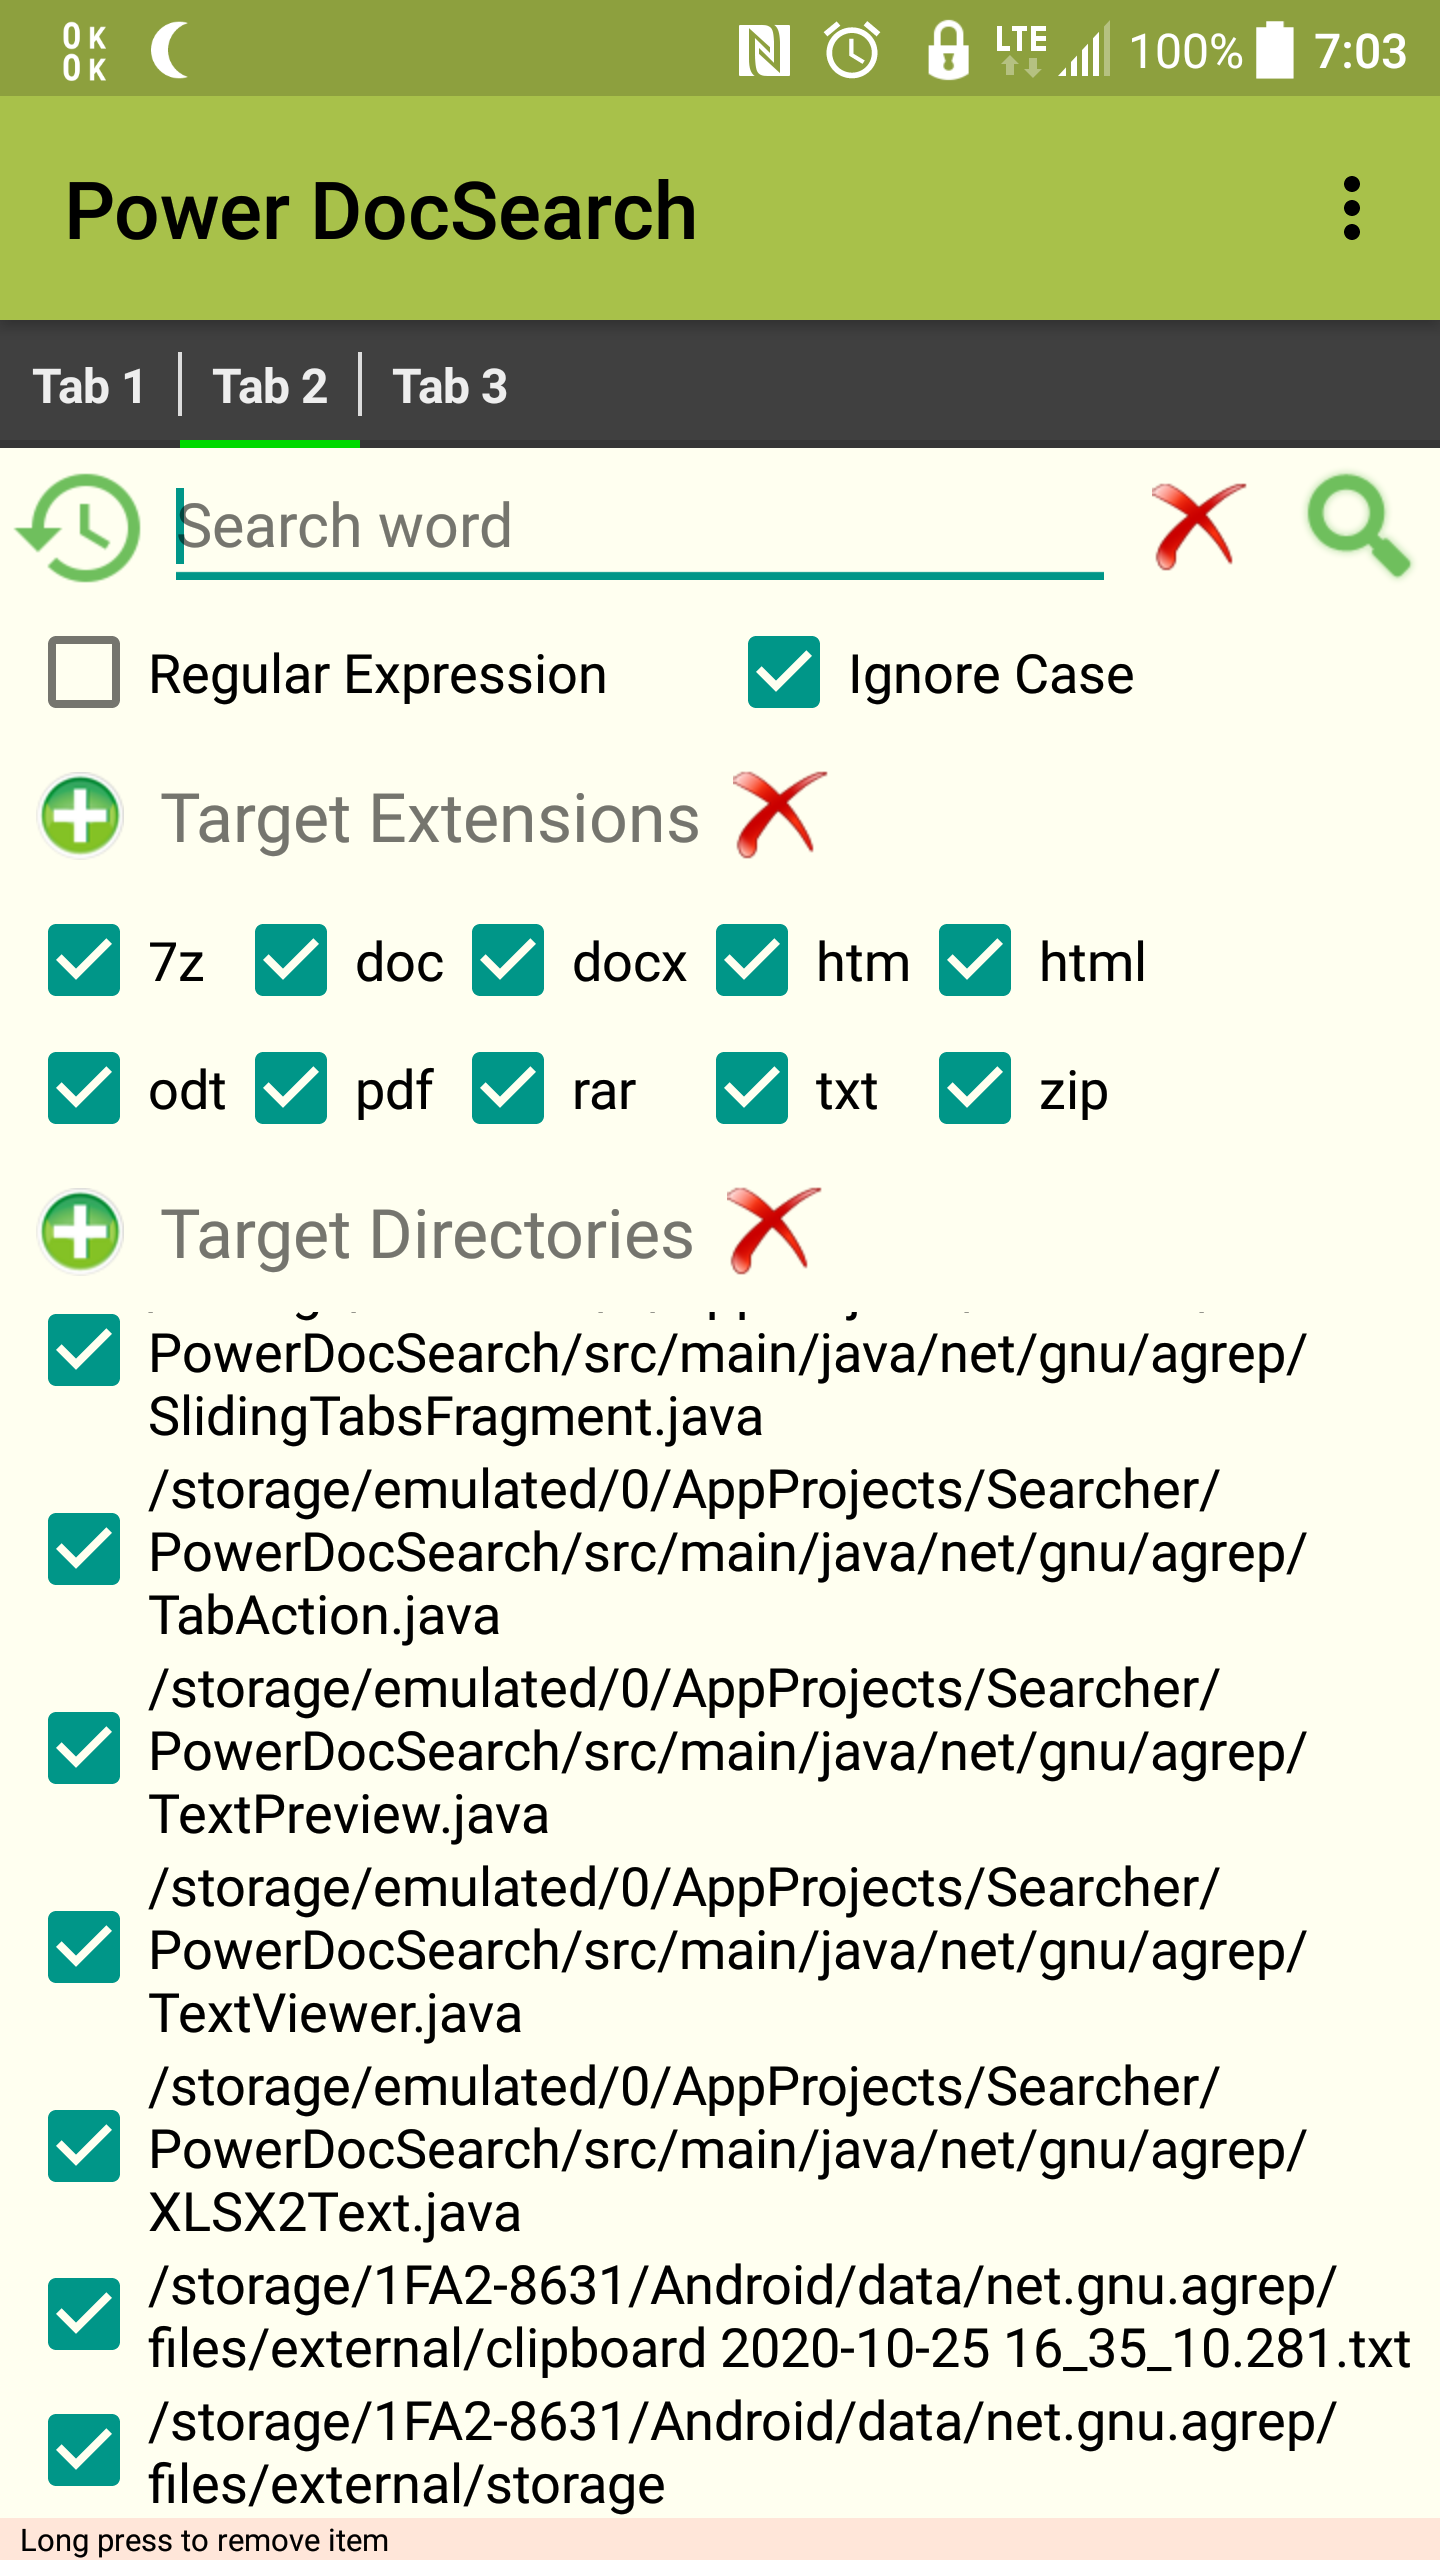 0 K
0 K
LTE
100%
7:03
Power DocSearch
Tab 1
Tab 2
Tab 3
Search word
Regular Expression
Ignore Case
Target Extensions
7z
doc
docx
htm
html
odt
pdf
rar
txt
zip
Target Directories
PowerDocSearch/src/main/java/net/gnu/agrep/
SlidingTabsFragment.java
/storage/emulated/0/AppProjects/Searcher/
PowerDocSearch/src/main/java/net/gnu/agrep/
TabAction.java
/storage/emulated/0/AppProjects/Searcher/
PowerDocSearch/src/main/java/net/gnu/agrep/
TextPreview.java
/storage/emulated/0/AppProjects/Searcher/
PowerDocSearch/src/main/java/net/gnu/agrep/
TextViewer.java
/storage/emulated/0/AppProjects/Searcher/
PowerDocSearch/src/main/java/net/gnu/agrep/
XLSX2Text.java
/storage/1FA2-8631/Android/data/net.gnu.agrep/
files/external/clipboard 2020-10-25 16_35_10.281.txt
/storage/1FA2-8631/Android/data/net.gnu.agrep/
files/external/storage
Long press to remove item